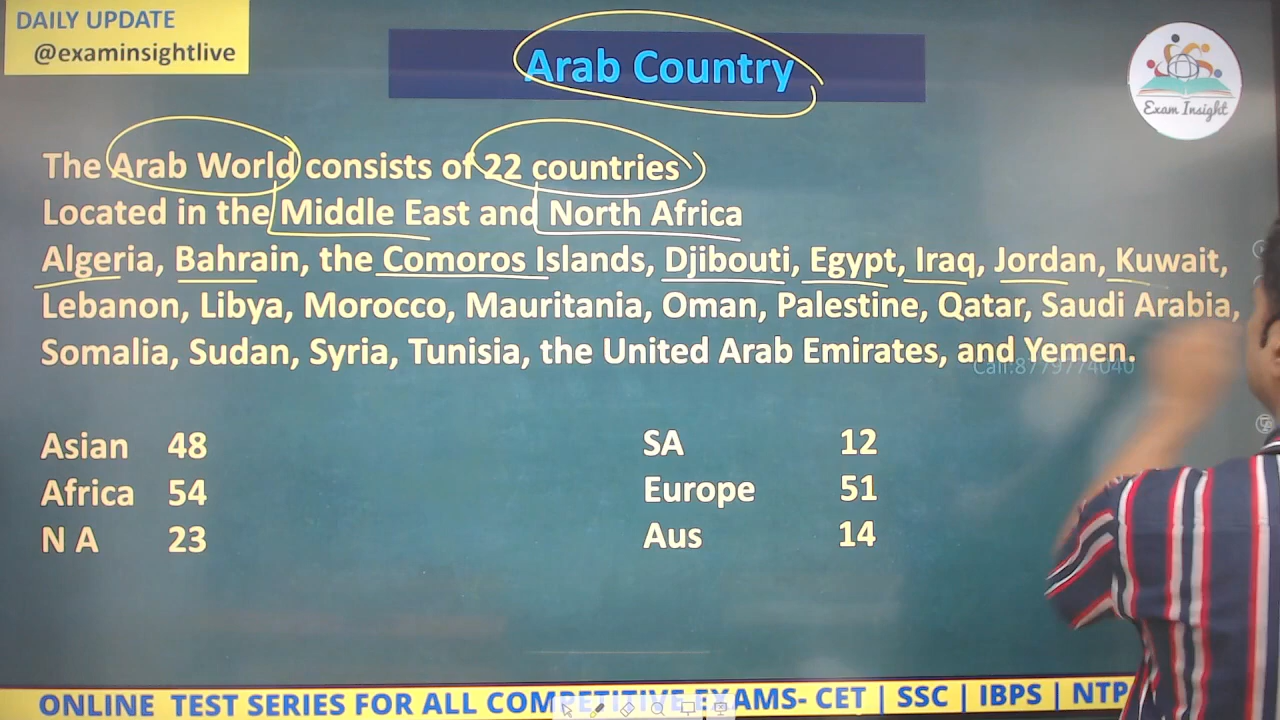 DAILY UPDATE
@examinsightlive
Arab Country
Exam Insight
The Arab World consists of 22 countries
Located in the Middle East and North Africa
Algeria, Bahrain, the Comoros Islands, Djibouti, Egypt, Iraq, Jordan, Kuwait,
Lebanon, Libya, Morocco, Mauritania, Oman, Palestine, Qatar, Saudi Arabia,
Somalia, Sudan, Syria, Tunisia, the United Arab Emirates, and Yemen.
Call:8779774040
Asian 48 SA 12
Africa 54 Europe 51
N A 23 Aus 14
ONLINE TEST SERIES FOR ALL COMPETITIVE EXAMS- CET | SSC | IBPS | NTP